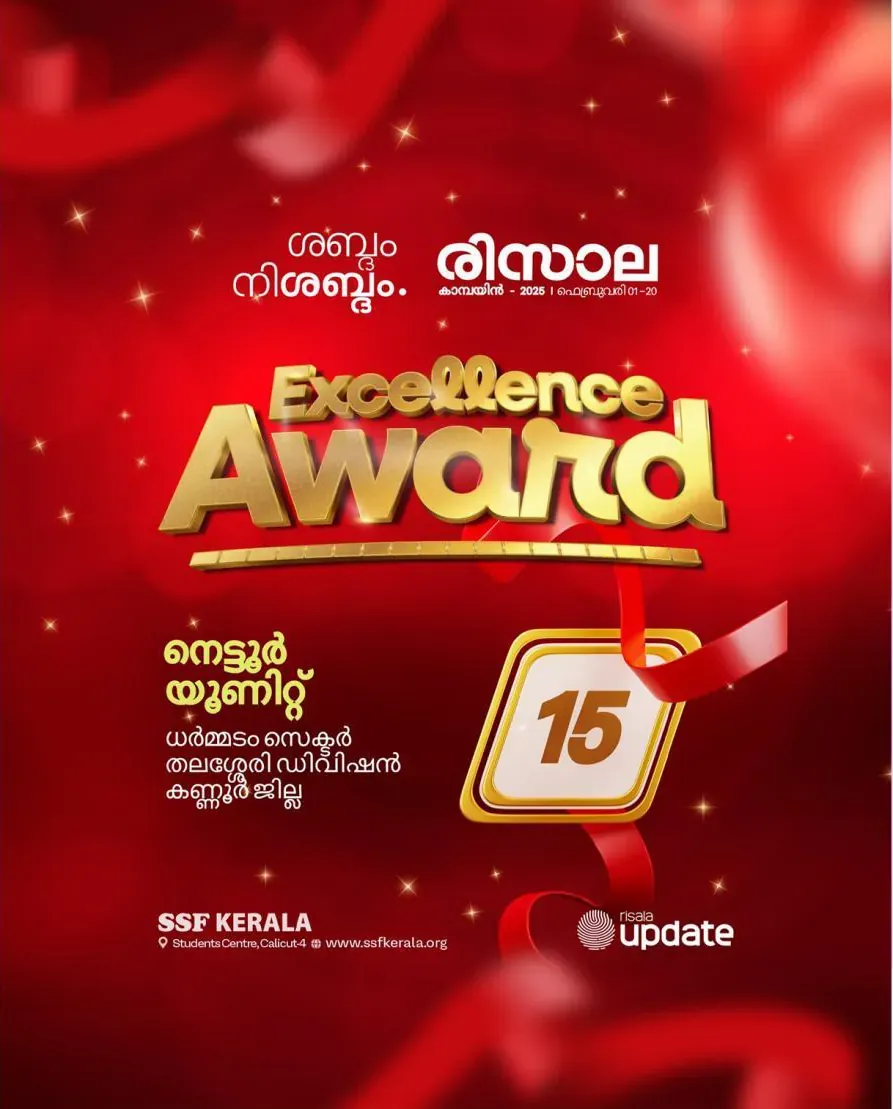 ശബ്ദം
നിശബ്ദം.
രിസാല
കാമ്പയിൻ - 2025 | ഫെബ്രുവരി 01-20
Excellence
Award
നെട്ടൂർ
യൂണിറ്റ്
ധർമ്മടം സെക്ടർ
തലശ്ശേരി ഡിവിഷൻ
കണ്ണൂർ ജില്ല
15
SSF KERALA
Students Centre, Calicut-4 www.ssfkerala.org
risala
update